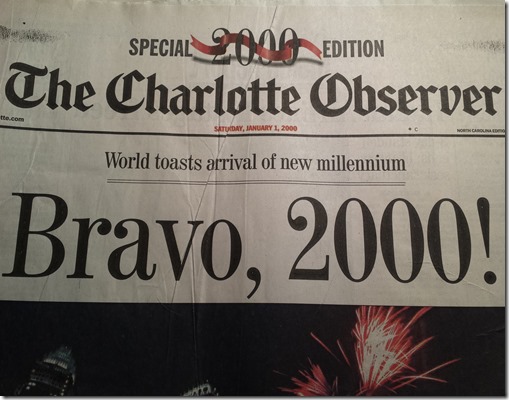 SPECIAL 2000 EDITION
The Charlotte Observer
tte.com
SATURDAY, JANUARY 1, 2000
C
NORTH CAROLINA EDITIO
World toasts arrival of new millennium
Bravo, 2000!